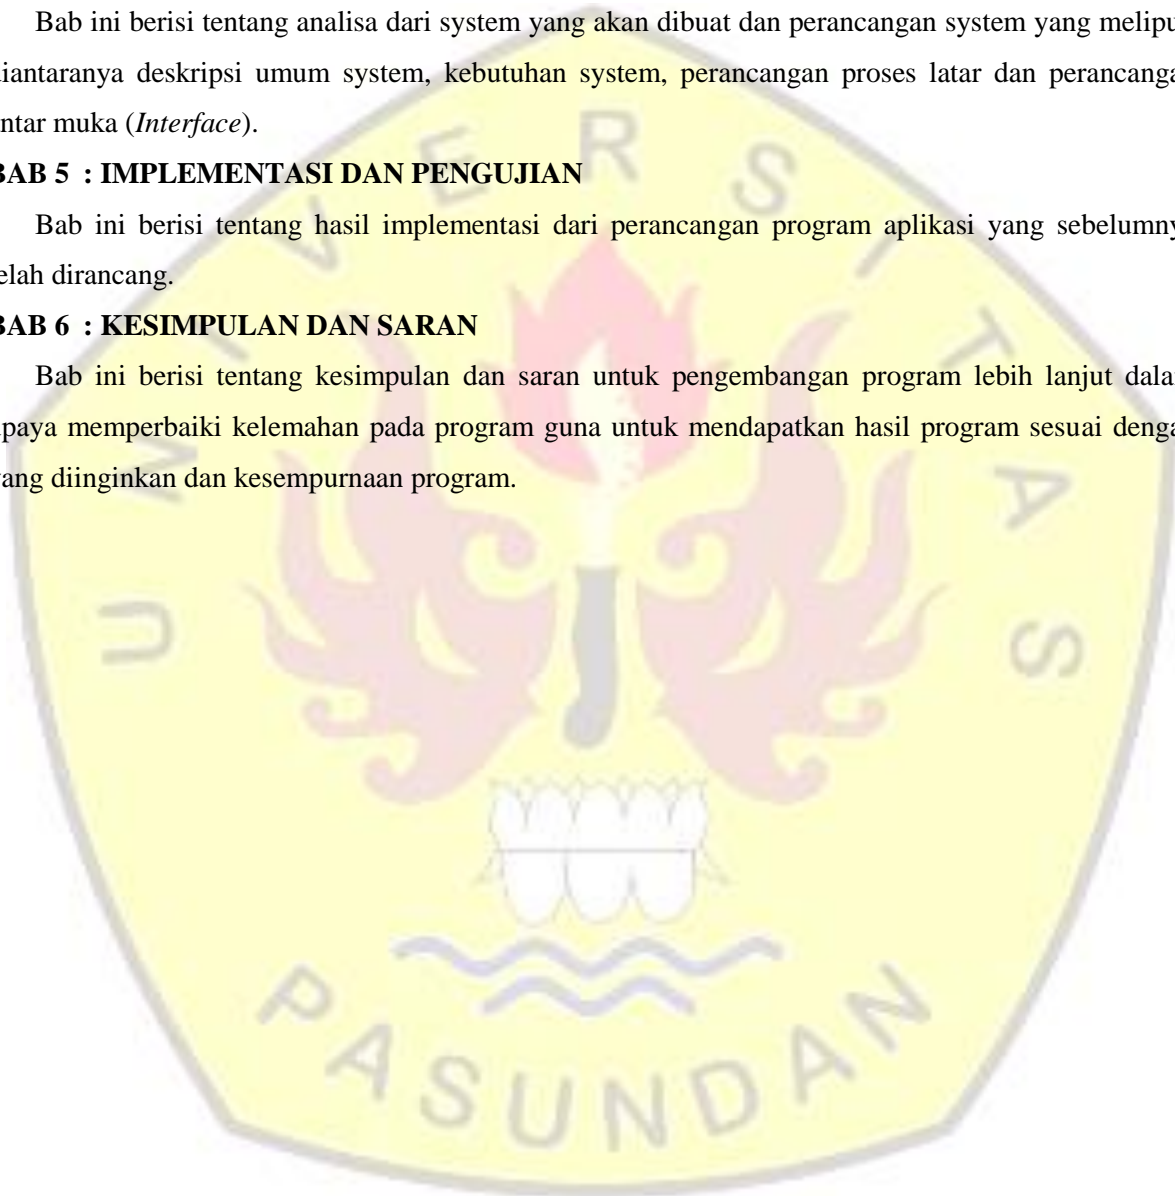 Bab ini berisi tentang analisa dari system yang akan dibuat dan perancangan system yang melipu
diantaranya deskripsi umum system, kebutuhan system, perancangan proses latar dan perancanga
ntar muka (Interface).
BAB 5 : IMPLEMENTASI DAN PENGUJIAN
Bab ini berisi tentang hasil implementasi dari perancangan program aplikasi yang sebelumny
elah dirancang.
BAB 6 : KESIMPULAN DAN SARAN
Bab ini berisi tentang kesimpulan dan saran untuk pengembangan program lebih lanjut dala
paya memperbaiki kelemahan pada program guna untuk mendapatkan hasil program sesuai denga
yang diinginkan dan kesempurnaan program.
UNIVERSITAS
PASUNDAN